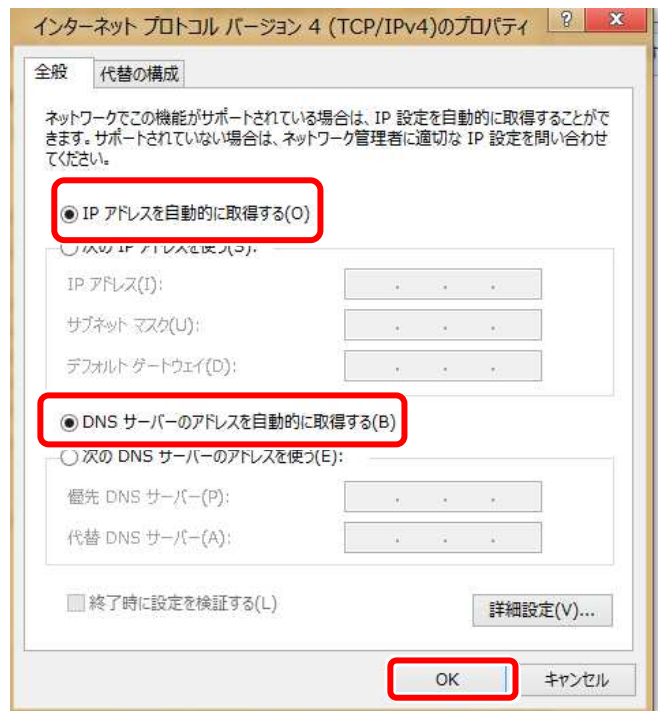 インターネット プロトコル バージョン 4 (TCP/IPv4)のプロパティ
?
x
全般
代替の構成
ネットワークでこの機能がサポートされている場合は、IP 設定を自動的に取得することがで
きます。サポートされていない場合は、ネットワーク管理者に適切な IP 設定を問い合わせ
てください。
IP アドレスを自動的に取得する(O)
次の IP アドレスを使う(S):
IP アドレス(I):
サブネット マスク(U):
デフォルト ゲートウェイ(D):
DNS サーバーのアドレスを自動的に取得する(B)
次の DNS サーバーのアドレスを使う(E):
優先 DNS サーバー(P):
代替 DNS サーバー(A):
終了時に設定を検証する(L)
詳細設定(V)...
OK
キャンセル